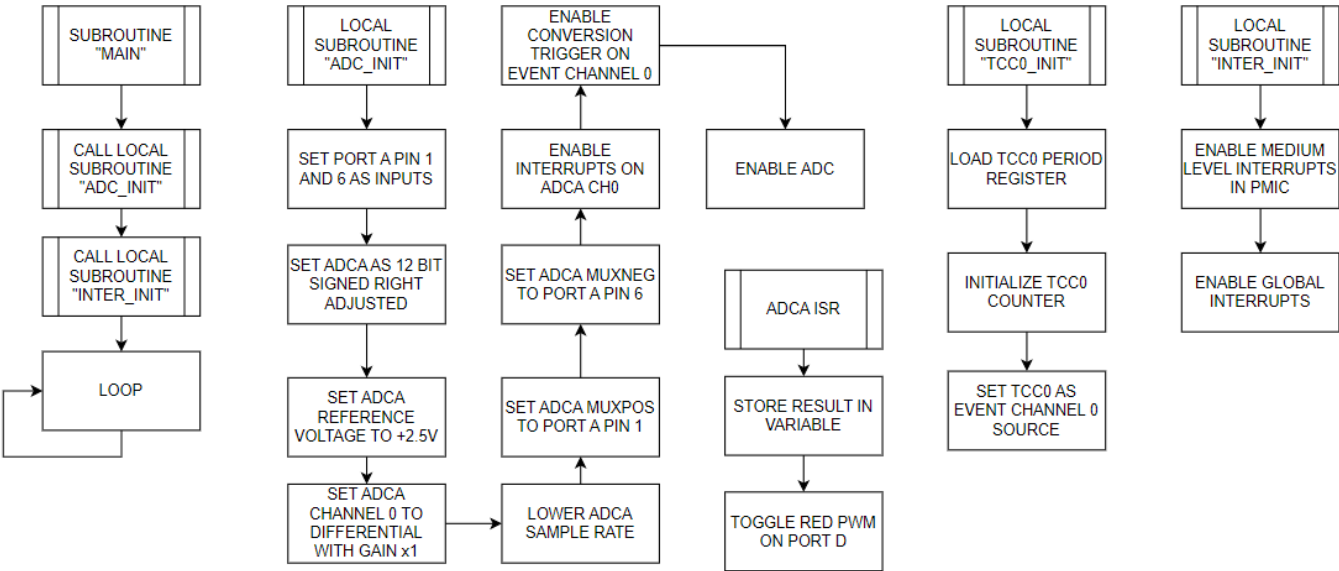 SUBROUTINE
"MAIN"
CALL LOCAL
SUBROUTINE
"ADC_INIT"
CALL LOCAL
SUBROUTINE
"INTER_INIT"
LOOP
LOCAL
SUBROUTINE
"ADC_INIT"
SET PORT A PIN 1
AND 6 AS INPUTS
SET ADCA AS 12 BIT
SIGNED RIGHT
ADJUSTED
SET ADCA
REFERENCE
VOLTAGE TO +2.5V
SET ADCA
CHANNEL 0 TO
DIFFERENTIAL
WITH GAIN x1
LOWER ADCA
SAMPLE RATE
SET ADCA MUXPOS
TO PORT A PIN 1
SET ADCA MUXNEG
TO PORT A PIN 6
ENABLE
INTERRUPTS ON
ADCA CH0
ENABLE
CONVERSION
TRIGGER ON
EVENT CHANNEL 0
ENABLE ADC
ADCA ISR
STORE RESULT IN
VARIABLE
TOGGLE RED PWM
ON PORT D
LOCAL
SUBROUTINE
"TCC0_INIT"
LOAD TCC0 PERIOD
REGISTER
INITIALIZE TCC0
COUNTER
SET TCC0 AS
EVENT CHANNEL 0
SOURCE
LOCAL
SUBROUTINE
"INTER_INIT"
ENABLE MEDIUM
LEVEL INTERRUPTS
IN PMIC
ENABLE GLOBAL
INTERRUPTS